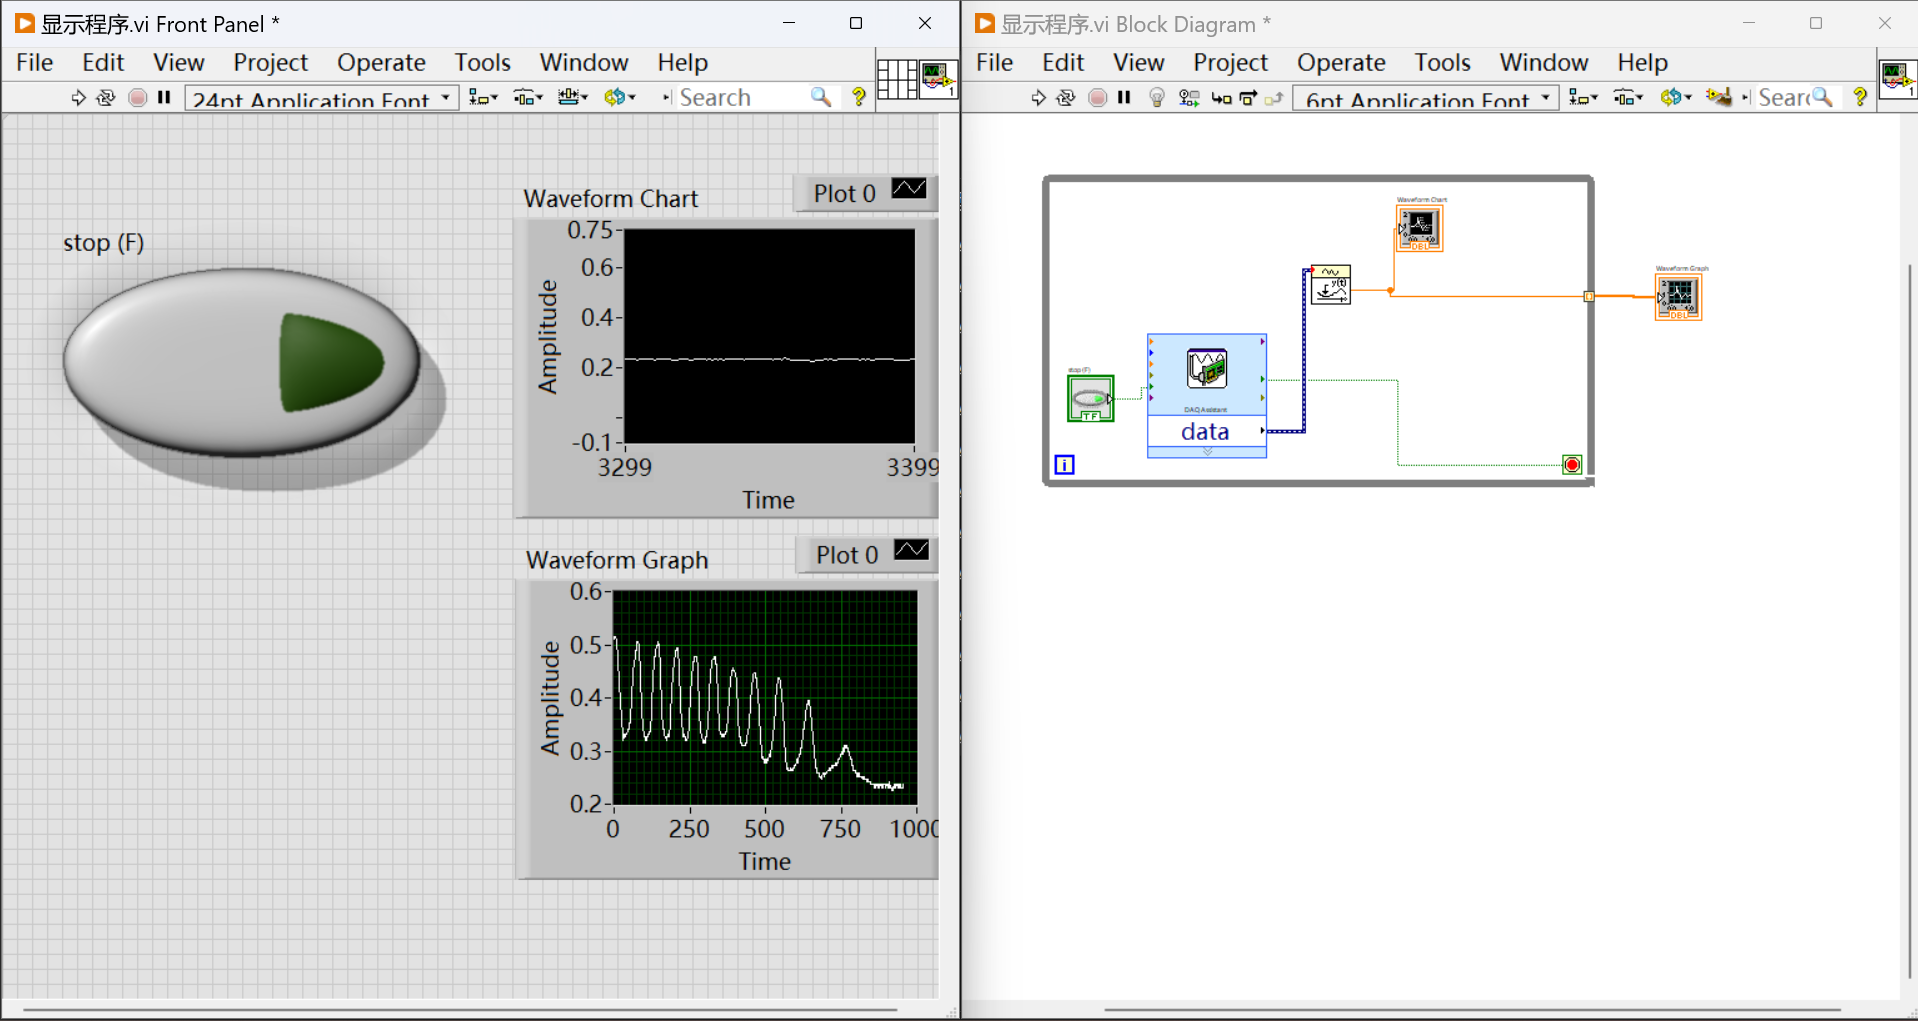 显示程序.vi Front Panel *
File Edit View Project Operate Tools Window Help
24pt Application Font
Search
stop (F)
Waveform Chart
Plot 0
0.75
0.6
0.4
0.2
-0.1
Amplitude
3299
3399
Time
Waveform Graph
Plot 0
0.6
0.5
0.4
0.3
0.2
Amplitude
0
250
500
750
1000
Time
显示程序.vi Block Diagram *
File Edit View Project Operate Tools Window Help
6pt Application Font
Sear
Waveform Chart
DBL
Waveform Graph
DBL
y(t)
stop (F)
TF
DAQ Assistant
data
i